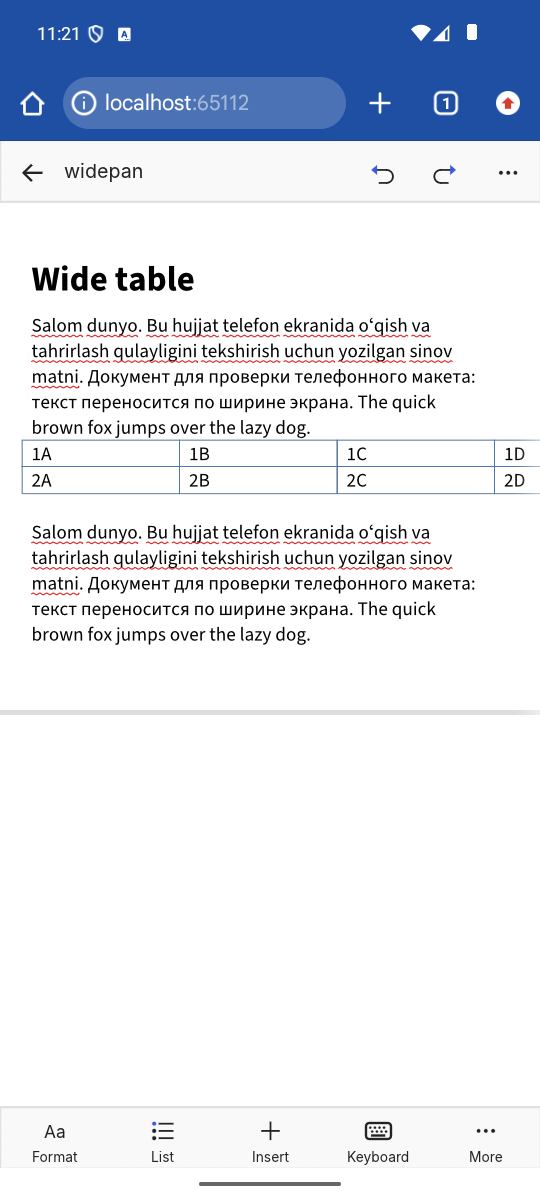 11:21
localhost:65112
1
widepan
Wide table
Salom dunyo. Bu hujjat telefon ekranida oʻqish va
tahrirlash qulayligini tekshirish uchun yozilgan sinov
matni. Документ для проверки телефонного макета:
текст переносится по ширине экрана. The quick
brown fox jumps over the lazy dog.
1A 1B 1C 1D
2A 2B 2C 2D
Salom dunyo. Bu hujjat telefon ekranida oʻqish va
tahrirlash qulayligini tekshirish uchun yozilgan sinov
matni. Документ для проверки телефонного макета:
текст переносится по ширине экрана. The quick
brown fox jumps over the lazy dog.
Aa
Format List Insert Keyboard More